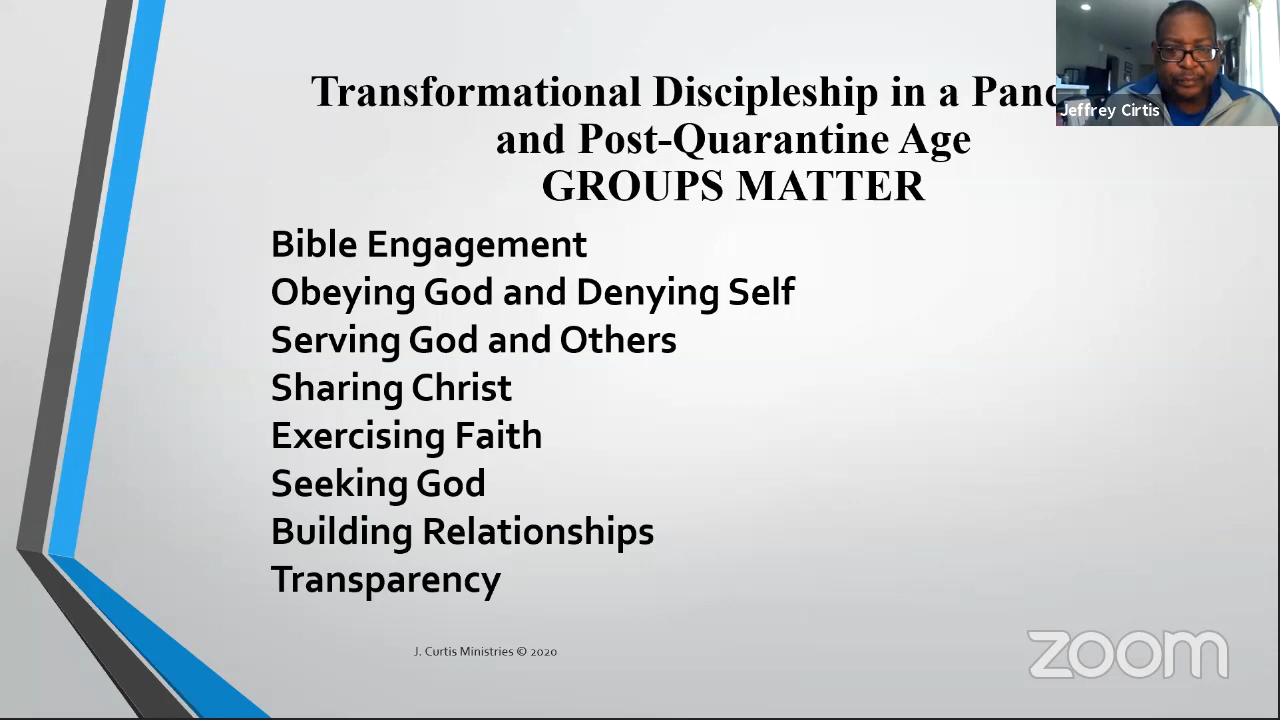 Transformational Discipleship in a Pand
and Post-Quarantine Age
GROUPS MATTER
Jeffrey Cirtis
Bible Engagement
Obeying God and Denying Self
Serving God and Others
Sharing Christ
Exercising Faith
Seeking God
Building Relationships
Transparency
J. Curtis Ministries © 2020
zoom